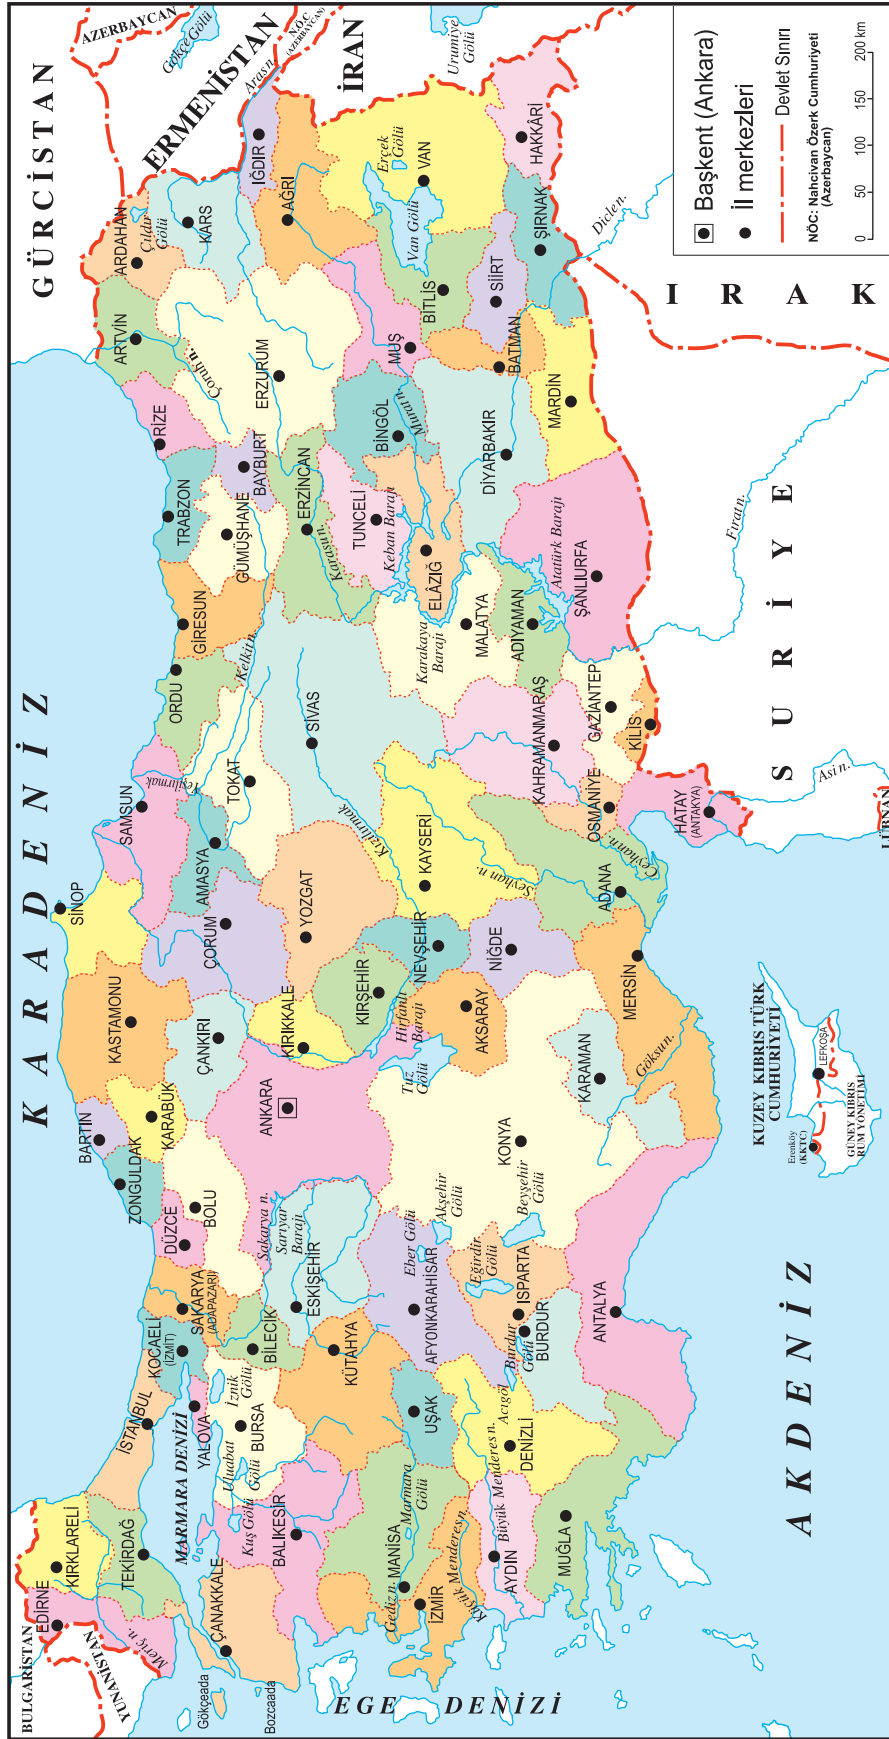 BULGARİSTAN
YUNANİSTAN
GÜRCİSTAN
ERMENİSTAN
AZERBAYCAN
Gökçe Gölü
N.Ö.C
(AZERBAYCAN)
İRAN
Urumiye
Gölü
I R A K
S U R İ Y E
LÜBNAN
K A R A D E N İ Z
MARMARA DENİZİ
EGE DENİZİ
A K D E N İ Z
EDİRNE
KIRKLARELİ
TEKİRDAĞ
İSTANBUL
Meriç n.
ÇANAKKALE
Gökçeada
Bozcaada
BALIKESİR
Kuş Gölü
Uluabat
Gölü
BURSA
İznik
Gölü
YALOVA
KOCAELİ
(İZMİT)
SAKARYA
(ADAPAZARI)
BİLECİK
DÜZCE
BOLU
ZONGULDAK
BARTIN
KARABÜK
KASTAMONU
SİNOP
ÇANKIRI
ÇORUM
SAMSUN
AMASYA
Yeşilırmak
TOKAT
ORDU
Kelkit n.
GİRESUN
TRABZON
GÜMÜŞHANE
BAYBURT
RİZE
ARTVİN
Çoruh n.
ARDAHAN
Çıldır
Gölü
KARS
IĞDIR
Aras n.
AĞRI
ERZURUM
ERZİNCAN
Karasu n.
TUNCELİ
Keban Barajı
BİNGÖL
Murat n.
MUŞ
BİTLİS
Van Gölü
Erçek
Gölü
VAN
HAKKÂRİ
ŞIRNAK
SİİRT
BATMAN
Dicle n.
MARDİN
DİYARBAKIR
ELÂZIĞ
MALATYA
Karakaya
Barajı
ADIYAMAN
Atatürk Barajı
ŞANLIURFA
Fırat n.
GAZİANTEP
KİLİS
KAHRAMANMARAŞ
OSMANİYE
HATAY
(ANTAKYA)
Asi n.
SİVAS
Kızılırmak
KAYSERİ
Seyhan n.
Ceyhan n.
ADANA
YOZGAT
NEVŞEHİR
NİĞDE
KIRŞEHİR
Hirfanlı
Barajı
KIRIKKALE
ANKARA
AKSARAY
Tuz
Gölü
MERSİN
Göksu n.
KARAMAN
KONYA
Sakarya n.
Sarıyar
Barajı
ESKİŞEHİR
KÜTAHYA
AFYONKARAHİSAR
Eber Gölü
Akşehir
Gölü
Beyşehir
Gölü
Eğirdir
Gölü
ISPARTA
Burdur
Gölü
BURDUR
ANTALYA
UŞAK
Acıgöl
DENİZLİ
MANİSA
Gediz n.
Marmara
Gölü
İZMİR
Küçük Menderes n.
Büyük Menderes n.
AYDIN
MUĞLA
KUZEY KIBRIS TÜRK
CUMHURİYETİ
LEFKOŞA
Erenköy
(KKTC)
GÜNEY KIBRIS
RUM YÖNETİMİ
Başkent (Ankara)
İl merkezleri
Devlet Sınırı
NÖC: Nahcivan Özerk Cumhuriyeti
(Azerbaycan)
0 50 100 150 200 km